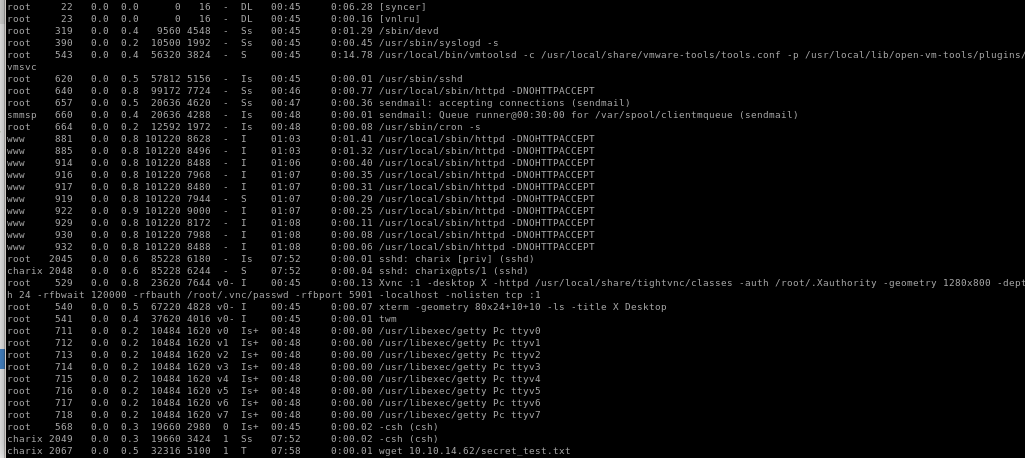 root 22 0.0 0.0 0 16 - DL 00:45 0:06.28 [syncer]
root 23 0.0 0.0 0 16 - DL 00:45 0:00.16 [vnlru]
root 319 0.0 0.4 9560 4548 - Ss 00:45 0:01.29 /sbin/devd
root 390 0.0 0.2 10500 1992 - Ss 00:45 0:00.45 /usr/sbin/syslogd -s
root 543 0.0 0.4 56320 3824 - S 00:45 0:14.78 /usr/local/bin/vmtoolsd -c /usr/local/share/vmware-tools/tools.conf -p /usr/local/lib/open-vm-tools/plugins/
vmsvc
root 620 0.0 0.5 57812 5156 - Is 00:45 0:00.01 /usr/sbin/sshd
root 640 0.0 0.8 99172 7724 - Ss 00:46 0:00.77 /usr/local/sbin/httpd -DNOHTTPACCEPT
root 657 0.0 0.5 20636 4620 - Ss 00:47 0:00.36 sendmail: accepting connections (sendmail)
smmsp 660 0.0 0.4 20636 4288 - Is 00:48 0:00.01 sendmail: Queue runner@00:30:00 for /var/spool/clientmqueue (sendmail)
root 664 0.0 0.2 12592 1972 - Is 00:48 0:00.08 /usr/sbin/cron -s
www 881 0.0 0.8 101220 8628 - I 01:03 0:01.41 /usr/local/sbin/httpd -DNOHTTPACCEPT
www 885 0.0 0.8 101220 8496 - I 01:03 0:01.32 /usr/local/sbin/httpd -DNOHTTPACCEPT
www 914 0.0 0.8 101220 8488 - I 01:06 0:00.40 /usr/local/sbin/httpd -DNOHTTPACCEPT
www 916 0.0 0.8 101220 7968 - I 01:07 0:00.35 /usr/local/sbin/httpd -DNOHTTPACCEPT
www 917 0.0 0.8 101220 8480 - I 01:07 0:00.31 /usr/local/sbin/httpd -DNOHTTPACCEPT
www 919 0.0 0.8 101220 7944 - S 01:07 0:00.29 /usr/local/sbin/httpd -DNOHTTPACCEPT
www 922 0.0 0.9 101220 9000 - I 01:07 0:00.25 /usr/local/sbin/httpd -DNOHTTPACCEPT
www 929 0.0 0.8 101220 8172 - I 01:08 0:00.11 /usr/local/sbin/httpd -DNOHTTPACCEPT
www 930 0.0 0.8 101220 7988 - I 01:08 0:00.08 /usr/local/sbin/httpd -DNOHTTPACCEPT
www 932 0.0 0.8 101220 8488 - I 01:08 0:00.06 /usr/local/sbin/httpd -DNOHTTPACCEPT
root 2045 0.0 0.6 85228 6180 - Is 07:52 0:00.01 sshd: charix [priv] (sshd)
charix 2048 0.0 0.6 85228 6244 - S 07:52 0:00.04 sshd: charix@pts/1 (sshd)
root 529 0.0 0.8 23620 7644 v0- I 00:45 0:00.13 Xvnc :1 -desktop X -httpd /usr/local/share/tightvnc/classes -auth /root/.Xauthority -geometry 1280x800 -dept
h 24 -rfbwait 120000 -rfbauth /root/.vnc/passwd -rfbport 5901 -localhost -nolisten tcp :1
root 540 0.0 0.5 67220 4828 v0- I 00:45 0:00.07 xterm -geometry 80x24+10+10 -ls -title X Desktop
root 541 0.0 0.4 37620 4016 v0- I 00:45 0:00.01 twm
root 711 0.0 0.2 10484 1620 v0 Is+ 00:48 0:00.00 /usr/libexec/getty Pc ttyv0
root 712 0.0 0.2 10484 1620 v1 Is+ 00:48 0:00.00 /usr/libexec/getty Pc ttyv1
root 713 0.0 0.2 10484 1620 v2 Is+ 00:48 0:00.00 /usr/libexec/getty Pc ttyv2
root 714 0.0 0.2 10484 1620 v3 Is+ 00:48 0:00.00 /usr/libexec/getty Pc ttyv3
root 715 0.0 0.2 10484 1620 v4 Is+ 00:48 0:00.00 /usr/libexec/getty Pc ttyv4
root 716 0.0 0.2 10484 1620 v5 Is+ 00:48 0:00.00 /usr/libexec/getty Pc ttyv5
root 717 0.0 0.2 10484 1620 v6 Is+ 00:48 0:00.00 /usr/libexec/getty Pc ttyv6
root 718 0.0 0.2 10484 1620 v7 Is+ 00:48 0:00.00 /usr/libexec/getty Pc ttyv7
root 568 0.0 0.3 19660 2980 0 Is+ 00:45 0:00.02 -csh (csh)
charix 2049 0.0 0.3 19660 3424 1 Ss 07:52 0:00.02 -csh (csh)
charix 2067 0.0 0.5 32316 5100 1 T 07:58 0:00.01 wget 10.10.14.62/secret_test.txt